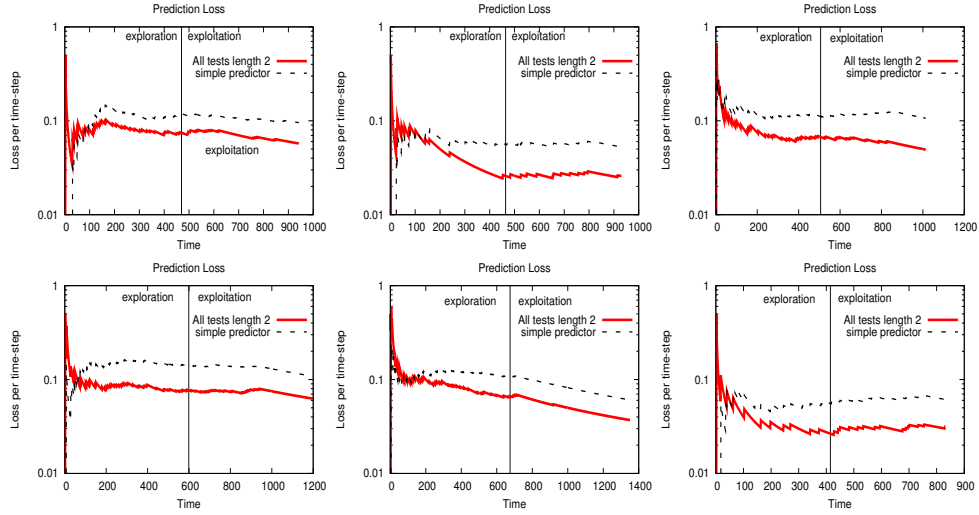 Prediction Loss
Loss per time-step
1
0.1
0.01
exploration
exploitation
All tests length 2
simple predictor
exploitation
0 100 200 300 400 500 600 700 800 900 1000
Time
Prediction Loss
Loss per time-step
1
0.1
0.01
exploration
exploitation
All tests length 2
simple predictor
0 100 200 300 400 500 600 700 800 900 1000
Time
Prediction Loss
Loss per time-step
1
0.1
0.01
exploration
exploitation
All tests length 2
simple predictor
0 200 400 600 800 1000 1200
Time
Prediction Loss
Loss per time-step
1
0.1
0.01
exploration
exploitation
All tests length 2
simple predictor
0 200 400 600 800 1000 1200
Time
Prediction Loss
Loss per time-step
1
0.1
0.01
exploration
exploitation
All tests length 2
simple predictor
0 200 400 600 800 1000 1200 1400
Time
Prediction Loss
Loss per time-step
1
0.1
0.01
exploration
exploitation
All tests length 2
simple predictor
0 100 200 300 400 500 600 700 800 900
Time